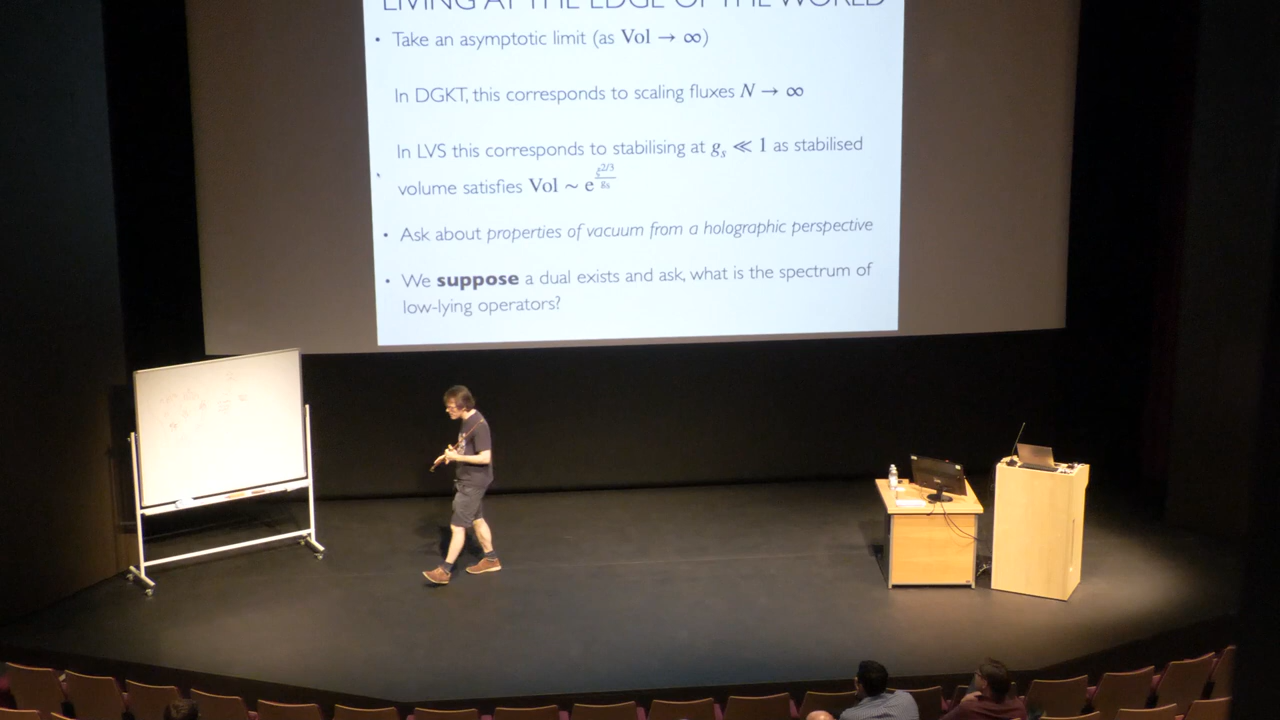 LIVING AT THE EDGE OF THE WORLD
• Take an asymptotic limit (as Vol → ∞)
In DGKT, this corresponds to scaling fluxes N → ∞
In LVS this corresponds to stabilising at gₛ ≪ 1 as stabilised
volume satisfies Vol ~ e^(ξ^(2/3)/gₛ)
• Ask about properties of vacuum from a holographic perspective
• We suppose a dual exists and ask, what is the spectrum of
low-lying operators?